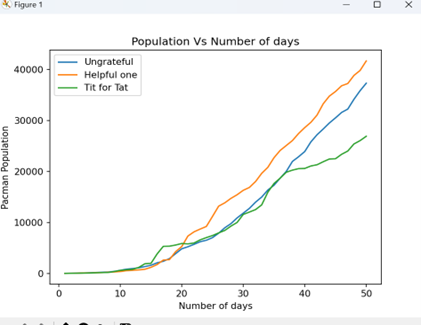 Figure 1
Population Vs Number of days
Ungrateful
Helpful one
Tit for Tat
Pacman Population
40000
30000
20000
10000
0
0 10 20 30 40 50
Number of days